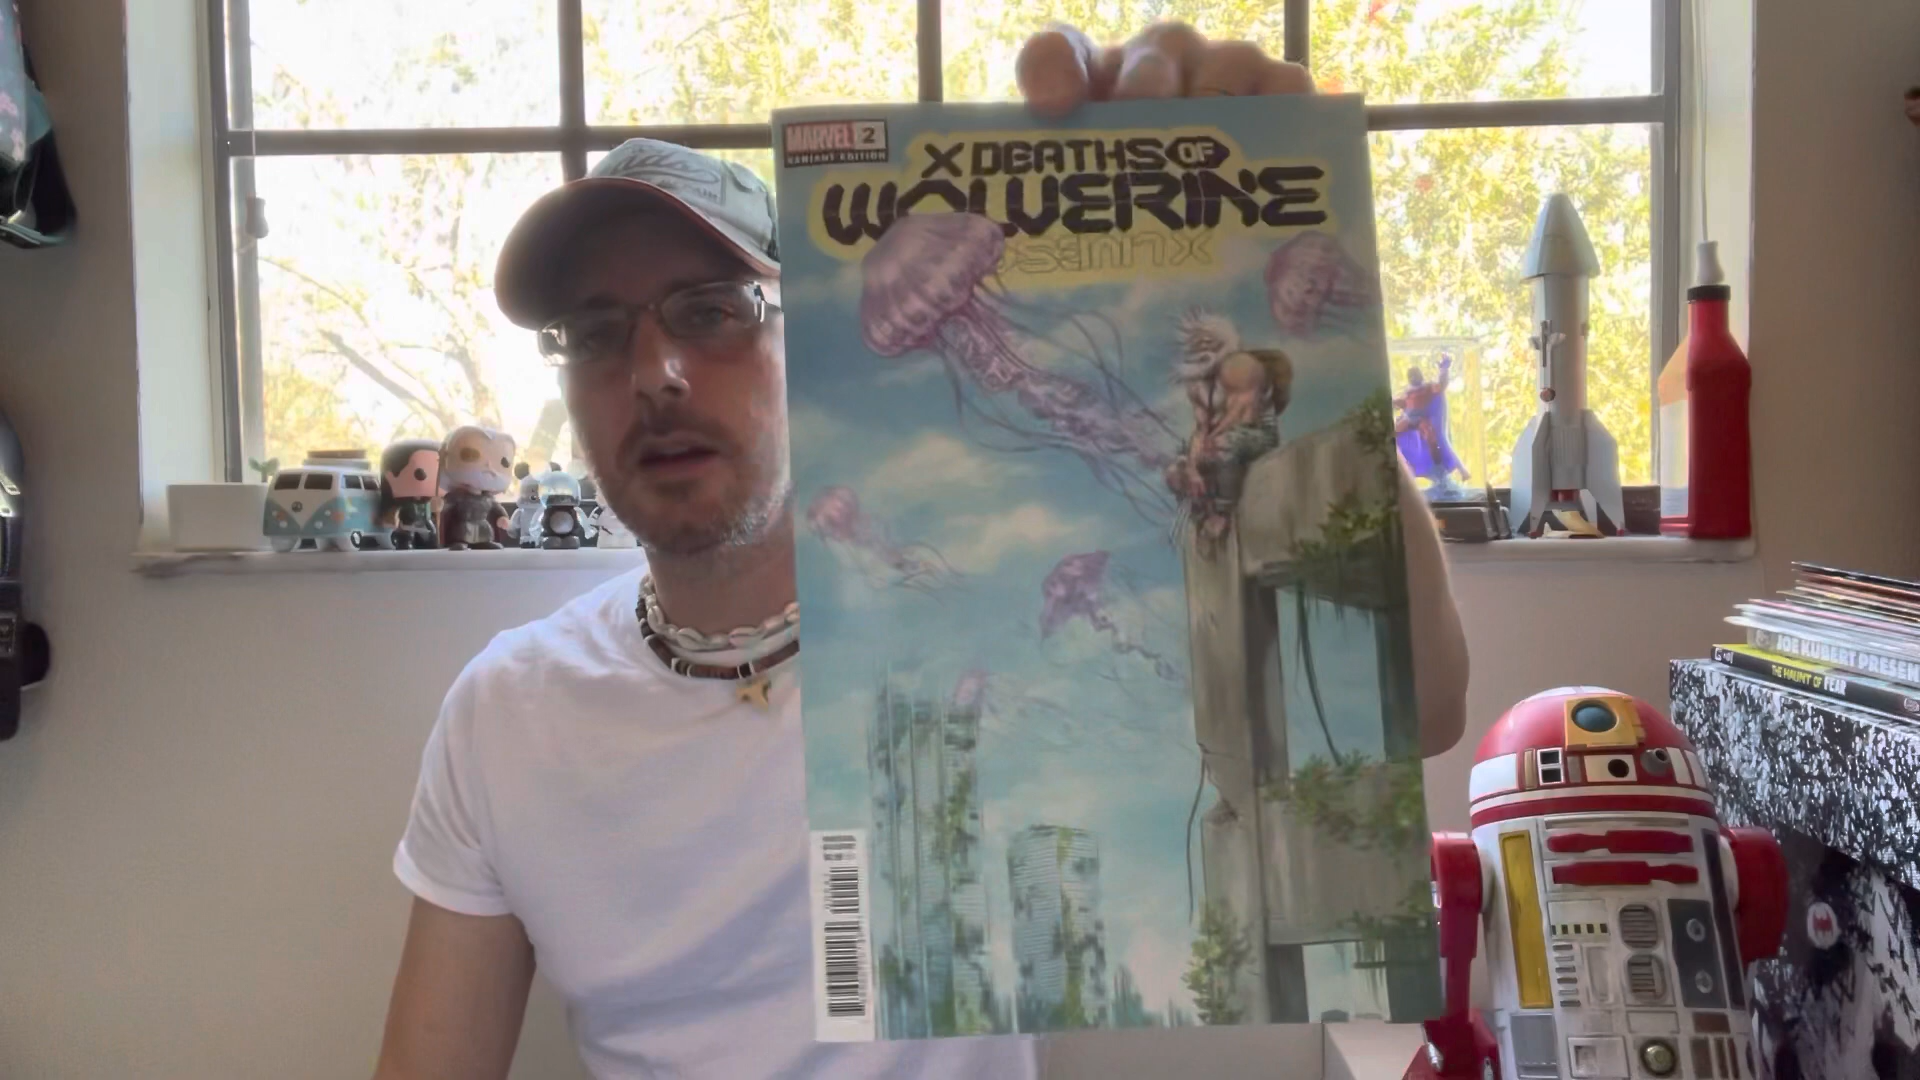 MARVEL 2
VARIANT EDITION
X DEATHS OF
WOLVERINE
JOE KUBERT PRESEN
THE HAUNT OF FEAR